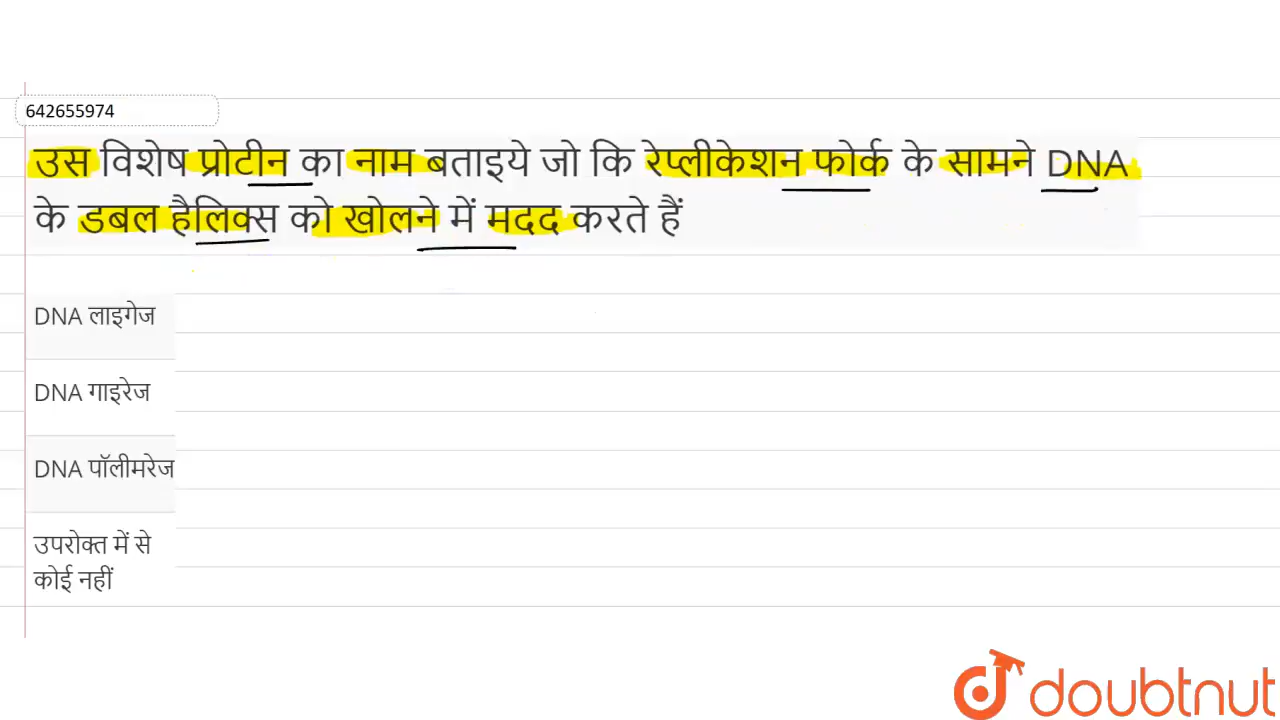 642655974
उस विशेष प्रोटीन का नाम बताइये जो कि रेप्लीकेशन फोर्क के सामने DNA
के डबल हैलिक्स को खोलने में मदद करते हैं
DNA लाइगेज
DNA गाइरेज
DNA पॉलीमरेज
उपरोक्त में से
कोई नहीं
doubtnut